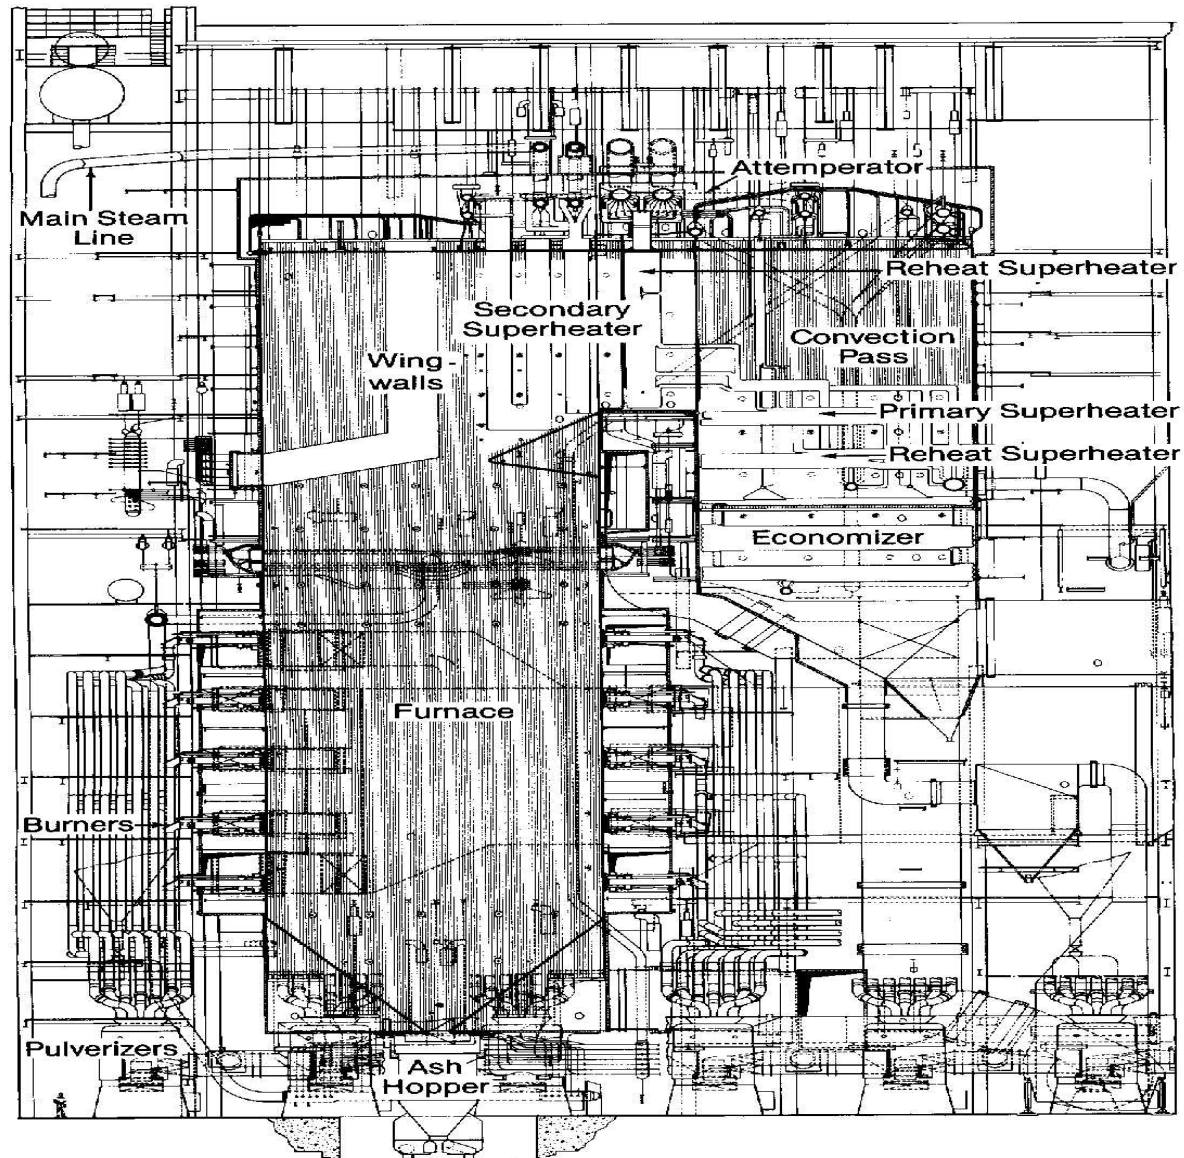 Attemperator
Main Steam
Line
Reheat Superheater
Secondary
Superheater
Convection
Pass
Wing-
walls
Primary Superheater
Reheat Superheater
Economizer
Furnace
Burners
Pulverizers
Ash
Hopper